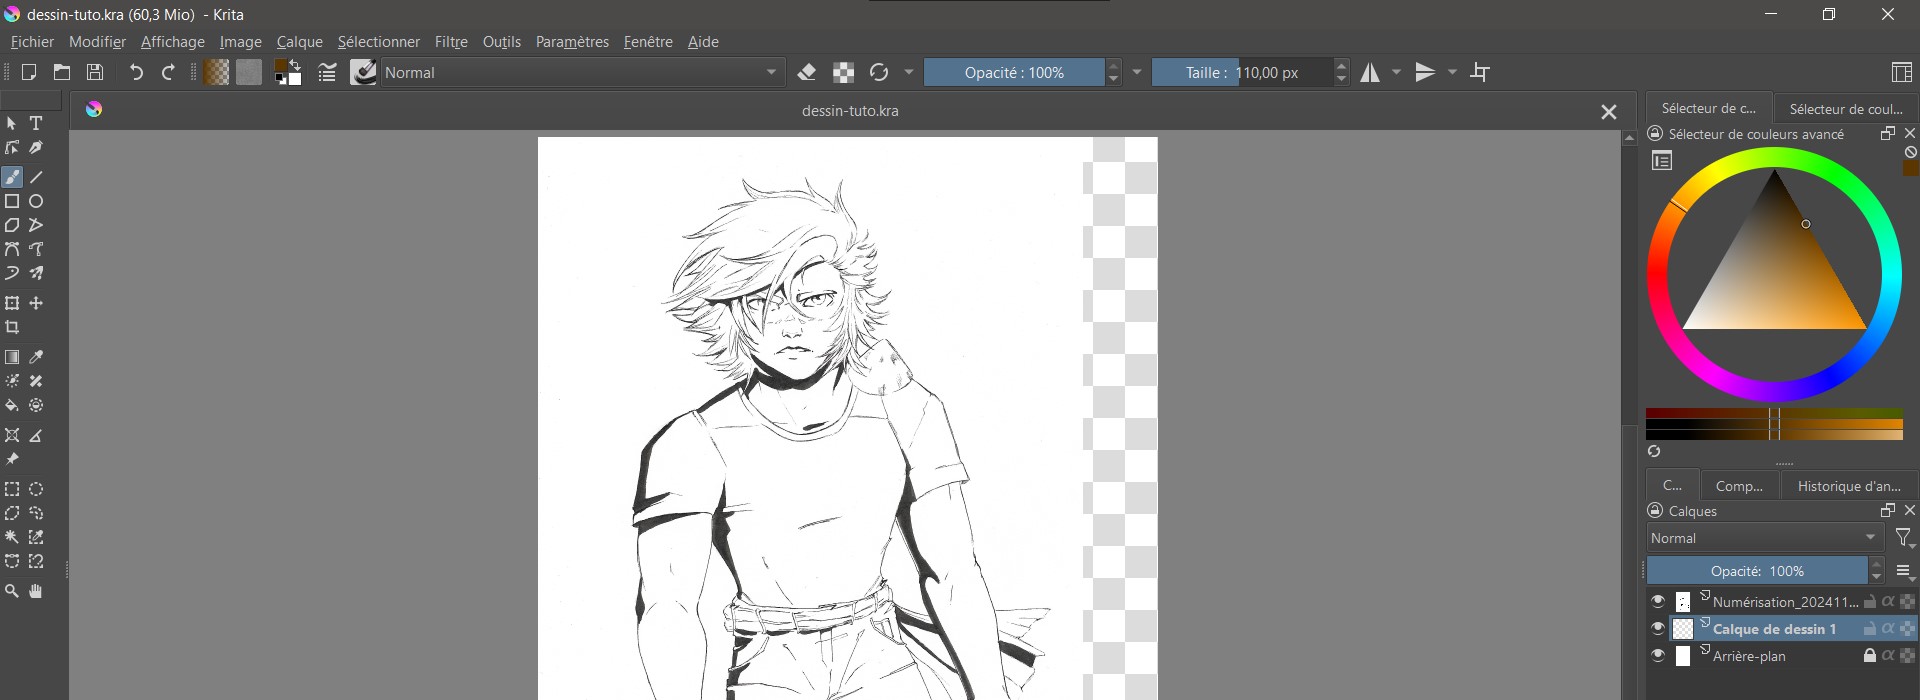 dessin-tuto.kra (60,3 Mio) - Krita
Fichier Modifier Affichage Image Calque Sélectionner Filtre Outils Paramètres Fenêtre Aide
Normal Opacité : 100% Taille : 110,00 px
dessin-tuto.kra
Sélecteur de c... Sélecteur de coul...
Sélecteur de couleurs avancé
C... Comp... Historique d'an...
Calques
Normal
Opacité: 100%
Numérisation_202411...
Calque de dessin 1
Arrière-plan